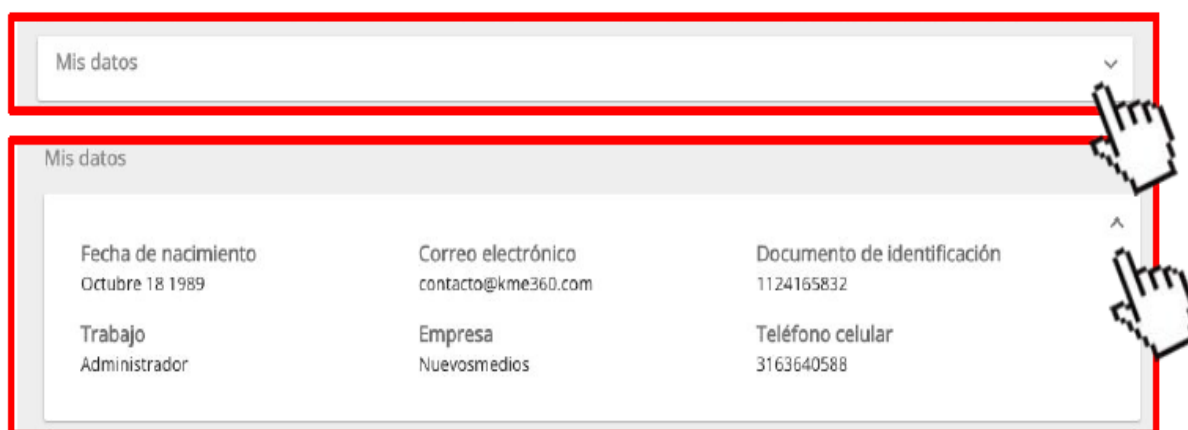 Mis datos
Mis datos
Fecha de nacimiento
Octubre 18 1989
Correo electrónico
contacto@kme360.com
Documento de identificación
1124165832
Trabajo
Administrador
Empresa
Nuevosmedios
Teléfono celular
3163640588